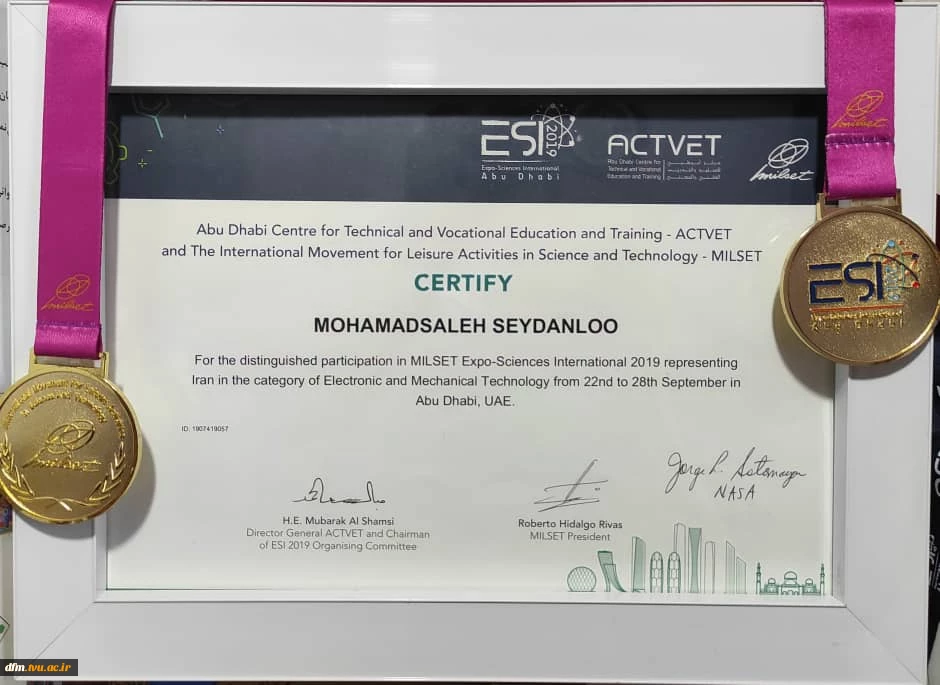 ESI 2019
Expo-Sciences International
Abu Dhabi
ACTVET
Abu Dhabi Centre for
Technical and Vocational
Education and Training
milset
Abu Dhabi Centre for Technical and Vocational Education and Training - ACTVET
and The International Movement for Leisure Activities in Science and Technology - MILSET
CERTIFY
MOHAMADSALEH SEYDANLOO
For the distinguished participation in MILSET Expo-Sciences International 2019 representing
Iran in the category of Electronic and Mechanical Technology from 22nd to 28th September in
Abu Dhabi, UAE.
ID: 1907419057
H.E. Mubarak Al Shamsi
Director General ACTVET and Chairman
of ESI 2019 Organising Committee
Roberto Hidalgo Rivas
MILSET President
Jorge
NASA
milset
milset
milset
ESI
Abu Dhabi
dfm.tvu.ac.ir